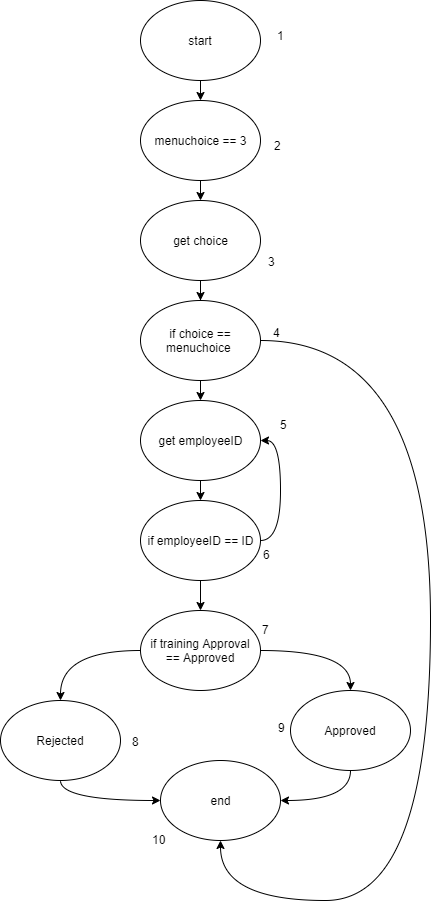 start
1
menuchoice == 3
2
get choice
3
if choice ==
menuchoice
4
get employeeID
5
if employeeID == ID
6
if training Approval
== Approved
7
Rejected
8
9
Approved
end
10